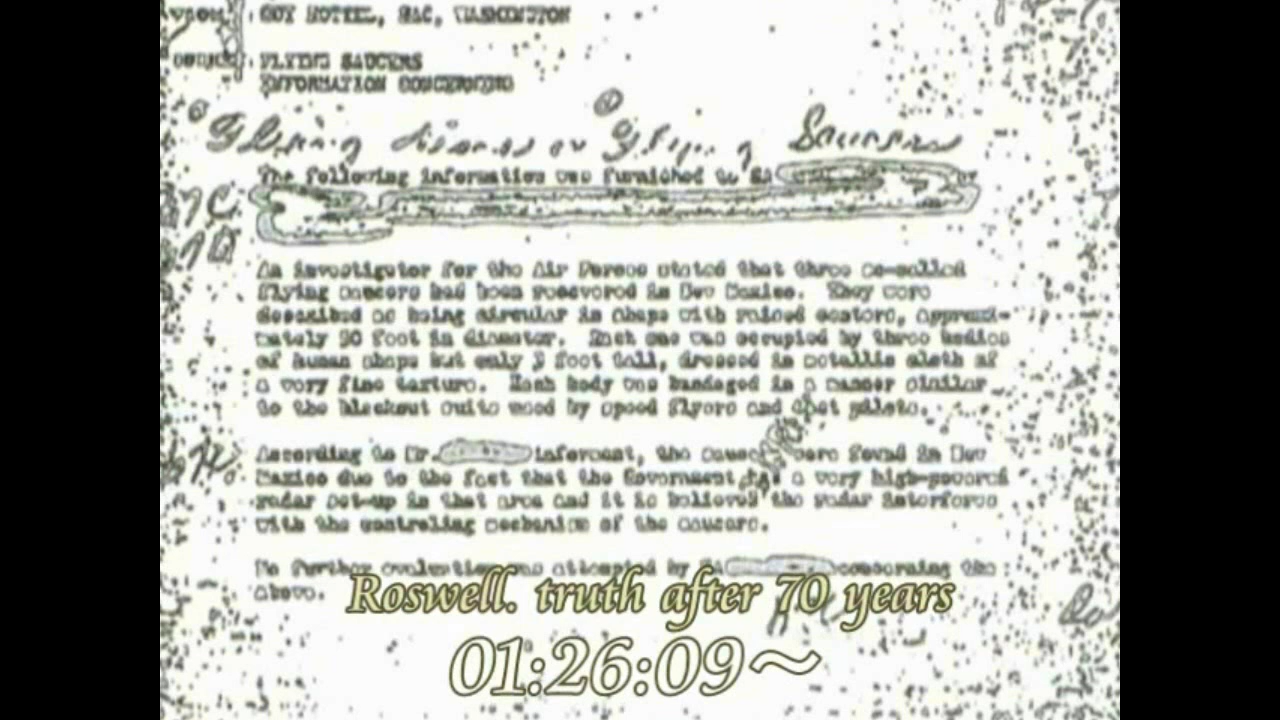 GUY HOTTEL, SAC, WASHINGTON
FLYING SAUCERS
INFORMATION CONCERNING
Flying Discs or Flying Saucers
The following information was furnished to SA
An investigator for the Air Forces stated that three so-called
flying saucers had been recovered in New Mexico. They were
described as being circular in shape with raised centers, approxi-
mately 50 feet in diameter. Each one was occupied by three bodies
of human shape but only 3 feet tall, dressed in metallic cloth of
a very fine texture. Each body was bandaged in a manner similar
to the blackout suits used by speed flyers and test pilots.
According to Mr. informant, the saucers were found in New
Mexico due to the fact that the Government has a very high-powered
radar set-up in that area and it is believed the radar interferes
with the controling mechanism of the saucers.
No further evaluation was attempted by SA concerning the
above.
Roswell. truth after 70 years
01:26:09~